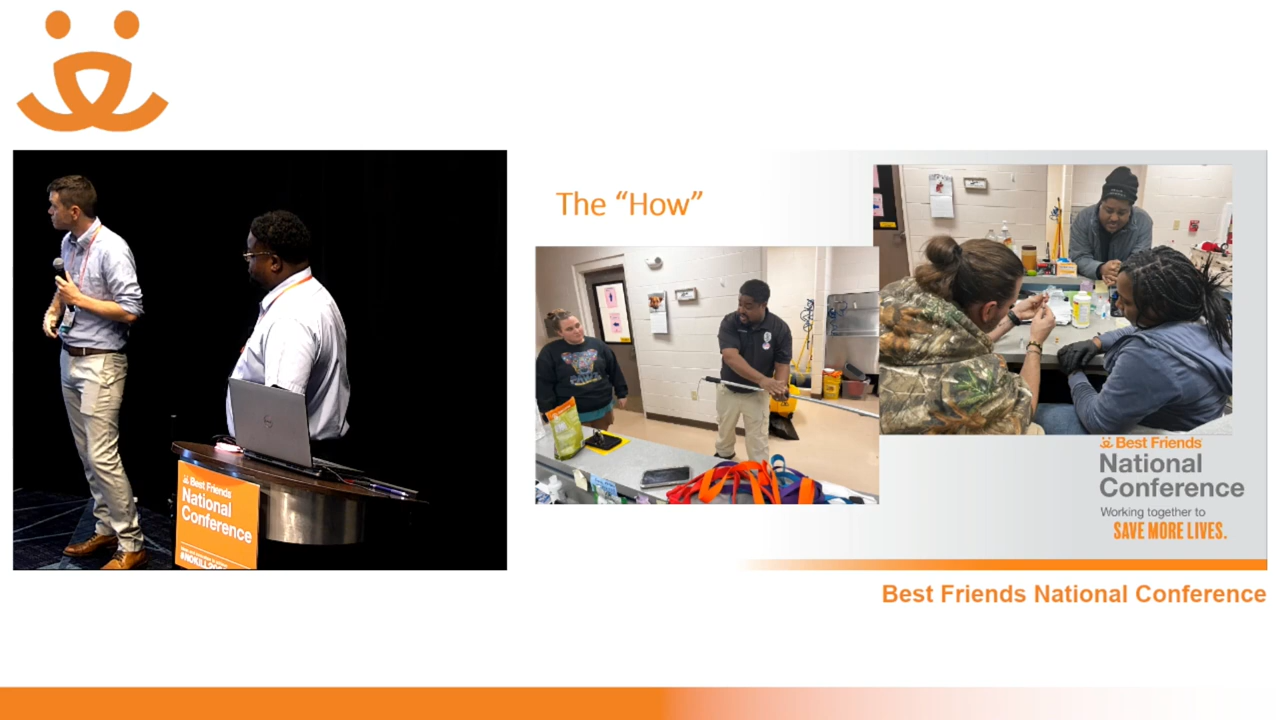 The “How”
Best Friends
National
Conference
Working together to
SAVE MORE LIVES.
Best Friends
National
Conference
Best Friends National Conference